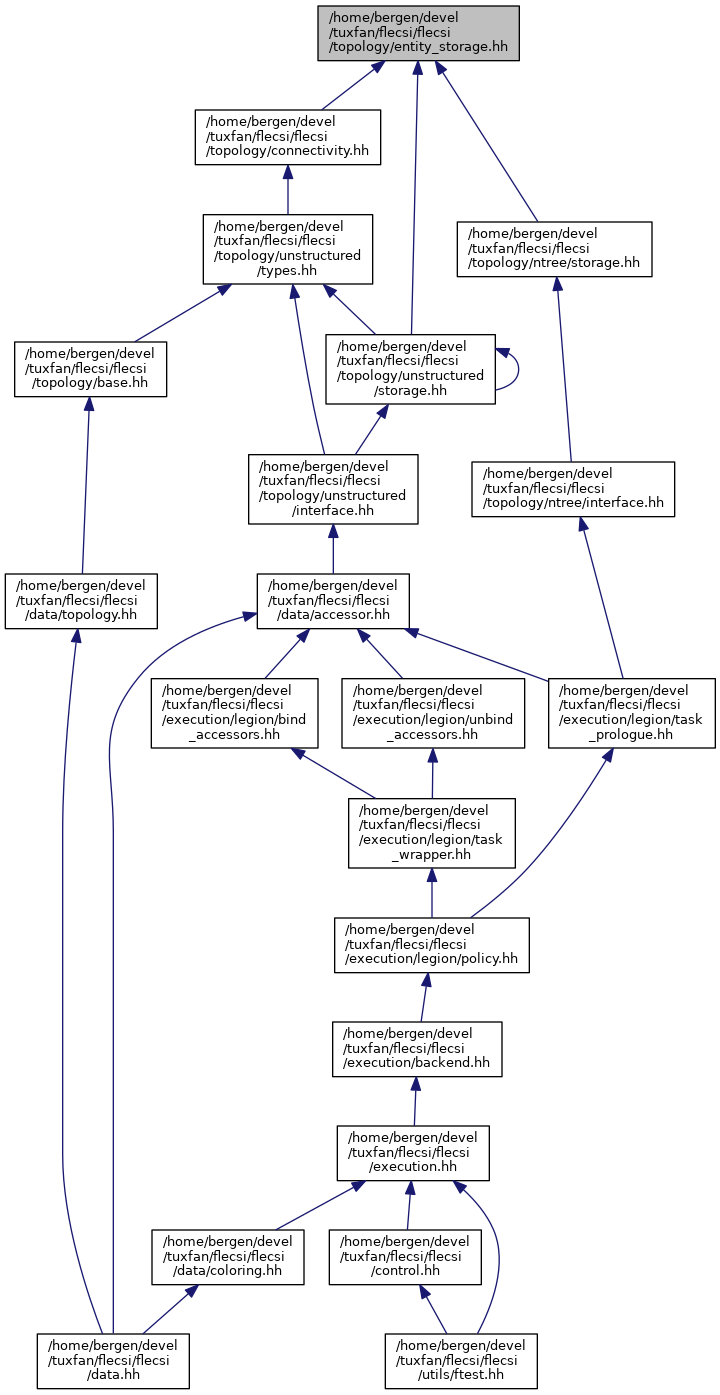 /home/bergen/devel
/tuxfan/flecsi/flecsi
/topology/entity_storage.hh
/home/bergen/devel
/tuxfan/flecsi/flecsi
/topology/connectivity.hh
/home/bergen/devel
/tuxfan/flecsi/flecsi
/topology/unstructured
/types.hh
/home/bergen/devel
/tuxfan/flecsi/flecsi
/topology/ntree/storage.hh
/home/bergen/devel
/tuxfan/flecsi/flecsi
/topology/base.hh
/home/bergen/devel
/tuxfan/flecsi/flecsi
/topology/unstructured
/storage.hh
/home/bergen/devel
/tuxfan/flecsi/flecsi
/topology/unstructured
/interface.hh
/home/bergen/devel
/tuxfan/flecsi/flecsi
/topology/ntree/interface.hh
/home/bergen/devel
/tuxfan/flecsi/flecsi
/data/topology.hh
/home/bergen/devel
/tuxfan/flecsi/flecsi
/data/accessor.hh
/home/bergen/devel
/tuxfan/flecsi/flecsi
/execution/legion/bind
_accessors.hh
/home/bergen/devel
/tuxfan/flecsi/flecsi
/execution/legion/unbind
_accessors.hh
/home/bergen/devel
/tuxfan/flecsi/flecsi
/execution/legion/task
_prologue.hh
/home/bergen/devel
/tuxfan/flecsi/flecsi
/execution/legion/task
_wrapper.hh
/home/bergen/devel
/tuxfan/flecsi/flecsi
/execution/legion/policy.hh
/home/bergen/devel
/tuxfan/flecsi/flecsi
/execution/backend.hh
/home/bergen/devel
/tuxfan/flecsi/flecsi
/execution.hh
/home/bergen/devel
/tuxfan/flecsi/flecsi
/data/coloring.hh
/home/bergen/devel
/tuxfan/flecsi/flecsi
/control.hh
/home/bergen/devel
/tuxfan/flecsi/flecsi
/data.hh
/home/bergen/devel
/tuxfan/flecsi/flecsi
/utils/ftest.hh